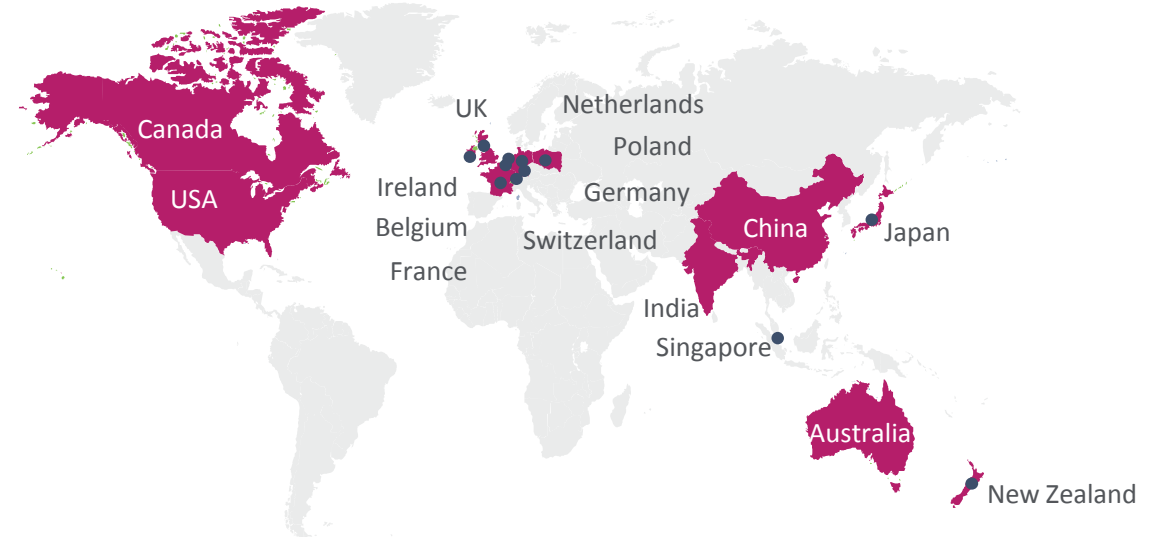 UK
Netherlands
Canada
Poland
Ireland
Germany
USA
Belgium
Switzerland
China
Japan
France
India
Singapore
Australia
New Zealand